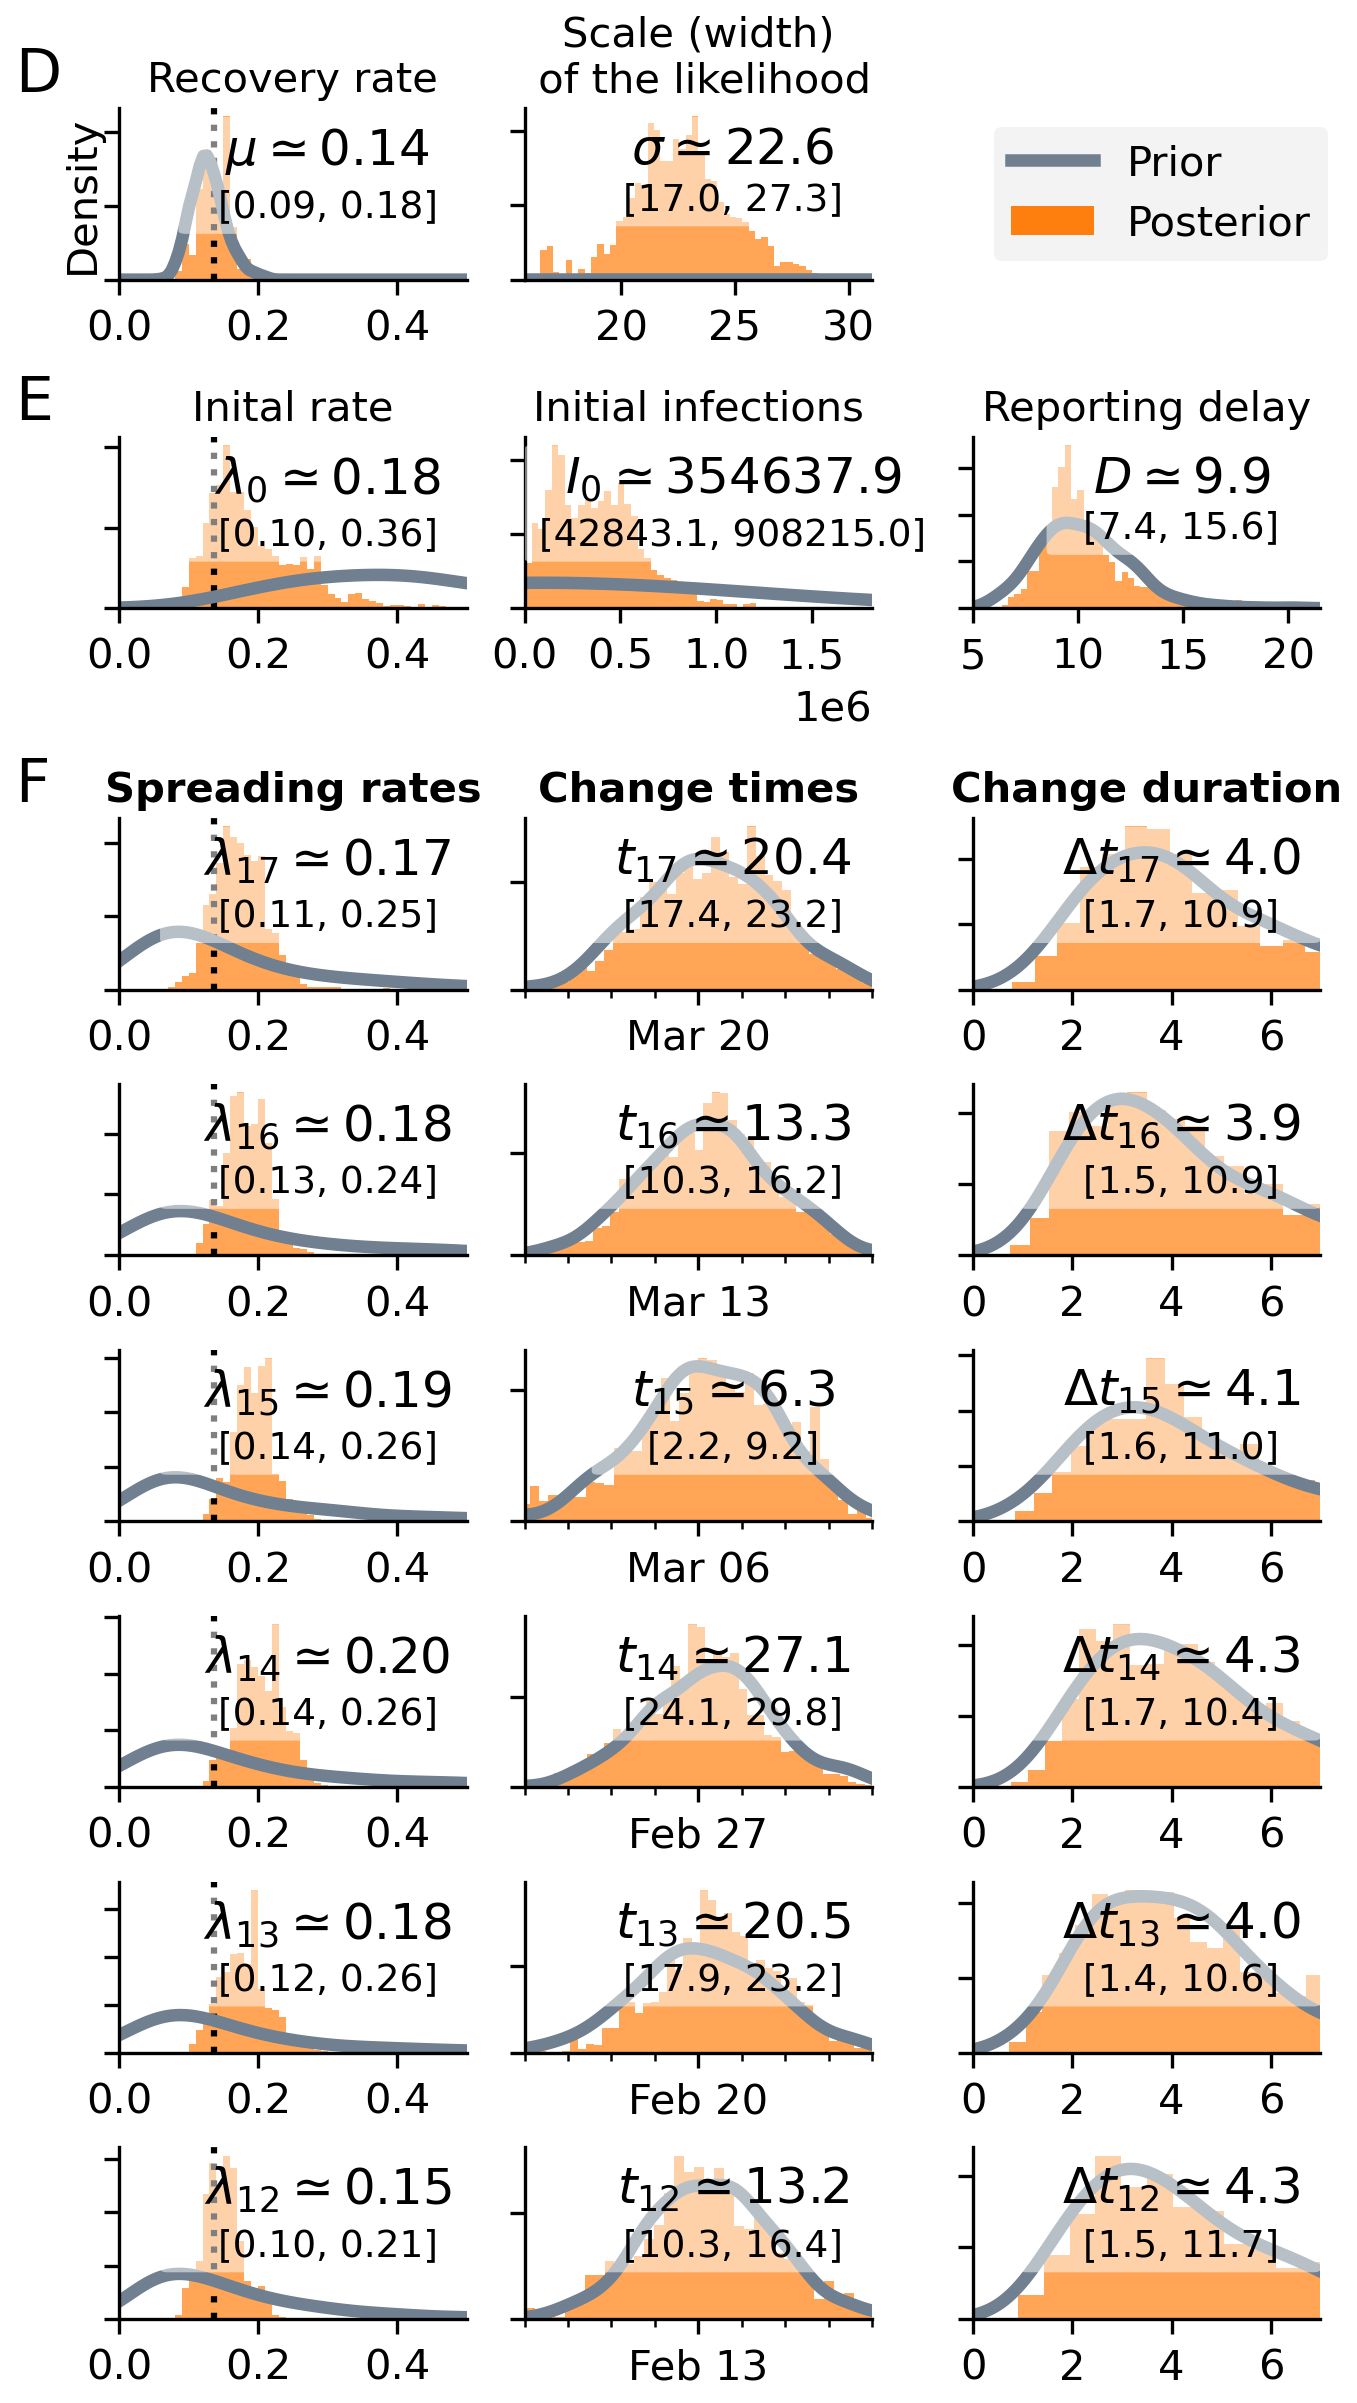 D
Recovery rate
Scale (width)
of the likelihood
Density
μ ≃ 0.14
[0.09, 0.18]
σ ≃ 22.6
[17.0, 27.3]
Prior
Posterior
0.0 0.2 0.4
20 25 30
E
Inital rate
Initial infections
Reporting delay
λ₀ ≃ 0.18
[0.10, 0.36]
I₀ ≃ 354637.9
[42843.1, 908215.0]
D ≃ 9.9
[7.4, 15.6]
0.0 0.2 0.4
0.0 0.5 1.0 1.5
1e6
5 10 15 20
F
Spreading rates
Change times
Change duration
λ₁₇ ≃ 0.17
[0.11, 0.25]
t₁₇ ≃ 20.4
[17.4, 23.2]
Δt₁₇ ≃ 4.0
[1.7, 10.9]
0.0 0.2 0.4
Mar 20
0 2 4 6
λ₁₆ ≃ 0.18
[0.13, 0.24]
t₁₆ ≃ 13.3
[10.3, 16.2]
Δt₁₆ ≃ 3.9
[1.5, 10.9]
0.0 0.2 0.4
Mar 13
0 2 4 6
λ₁₅ ≃ 0.19
[0.14, 0.26]
t₁₅ ≃ 6.3
[2.2, 9.2]
Δt₁₅ ≃ 4.1
[1.6, 11.0]
0.0 0.2 0.4
Mar 06
0 2 4 6
λ₁₄ ≃ 0.20
[0.14, 0.26]
t₁₄ ≃ 27.1
[24.1, 29.8]
Δt₁₄ ≃ 4.3
[1.7, 10.4]
0.0 0.2 0.4
Feb 27
0 2 4 6
λ₁₃ ≃ 0.18
[0.12, 0.26]
t₁₃ ≃ 20.5
[17.9, 23.2]
Δt₁₃ ≃ 4.0
[1.4, 10.6]
0.0 0.2 0.4
Feb 20
0 2 4 6
λ₁₂ ≃ 0.15
[0.10, 0.21]
t₁₂ ≃ 13.2
[10.3, 16.4]
Δt₁₂ ≃ 4.3
[1.5, 11.7]
0.0 0.2 0.4
Feb 13
0 2 4 6